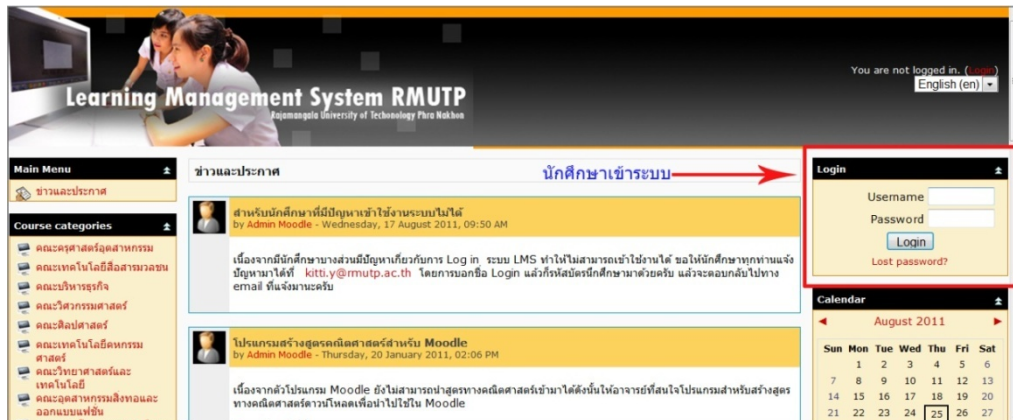 You are not logged in. (Login)
English (en)
Learning Management System RMUTP
Rajamangala University of Techonology Phra Nakhon
Main Menu
ข่าวและประกาศ
Course categories
คณะครุศาสตร์อุตสาหกรรม
คณะเทคโนโลยีสื่อสารมวลชน
คณะบริหารธุรกิจ
คณะวิศวกรรมศาสตร์
คณะศิลปศาสตร์
คณะเทคโนโลยีคหกรรม
ศาสตร์
คณะวิทยาศาสตร์และ
เทคโนโลยี
คณะอุตสาหกรรมสิ่งทอและ
ออกแบบแฟชั่น
ข่าวและประกาศ
นักศึกษาเข้าระบบ
สำหรับนักศึกษาที่มีปัญหาเข้าใช้งานระบบไม่ได้
by Admin Moodle - Wednesday, 17 August 2011, 09:50 AM
เนื่องจากมีนักศึกษาบางส่วนมีปัญหาเกี่ยวกับการ Log in ระบบ LMS ทำให้ไม่สามารถเข้าใช้งานได้ ขอให้นักศึกษาทุกท่านแจ้ง
ปัญหามาได้ที่ kitti.y@rmutp.ac.th โดยการบอกชื่อ Login แล้วก็รหัสบัตรนึกศึกษามาด้วยครับ แล้วจะตอบกลับไปทาง
email ที่แจ้งมานะครับ
โปรแกรมสร้างสูตรคณิตศาสตร์สำหรับ Moodle
by Admin Moodle - Thursday, 20 January 2011, 02:06 PM
เนื่องจากตัวโปรแกรม Moodle ยังไม่สามารถนำสูตรทางคณิตศาสตร์เข้ามาได้ดังนั้นให้อาจารย์ที่สนใจโปรแกรมสำหรับสร้างสูตร
ทางคณิตศาสตร์ดาวน์โหลดเพื่อนำไปใช้ใน Moodle
Login
Username
Password
Login
Lost password?
Calendar
August 2011
Sun Mon Tue Wed Thu Fri Sat
1 2 3 4 5 6
7 8 9 10 11 12 13
14 15 16 17 18 19 20
21 22 23 24 25 26 27